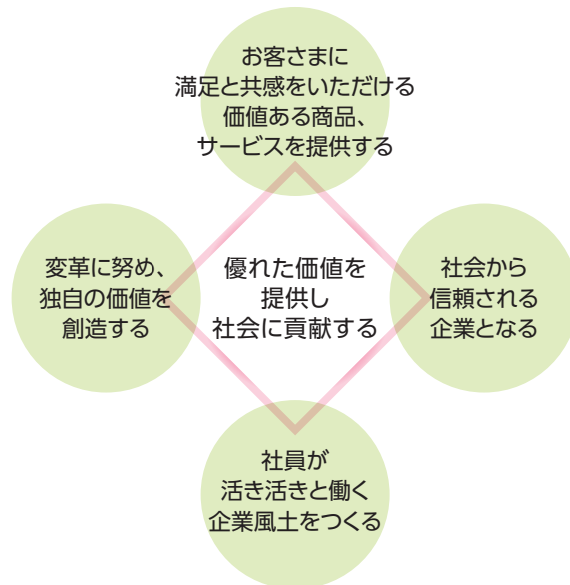 お客さまに
満足と共感をいただける
価値ある商品、
サービスを提供する
変革に努め、
独自の価値を
創造する
優れた価値を
提供し
社会に貢献する
社会から
信頼される
企業となる
社員が
活き活きと働く
企業風土をつくる